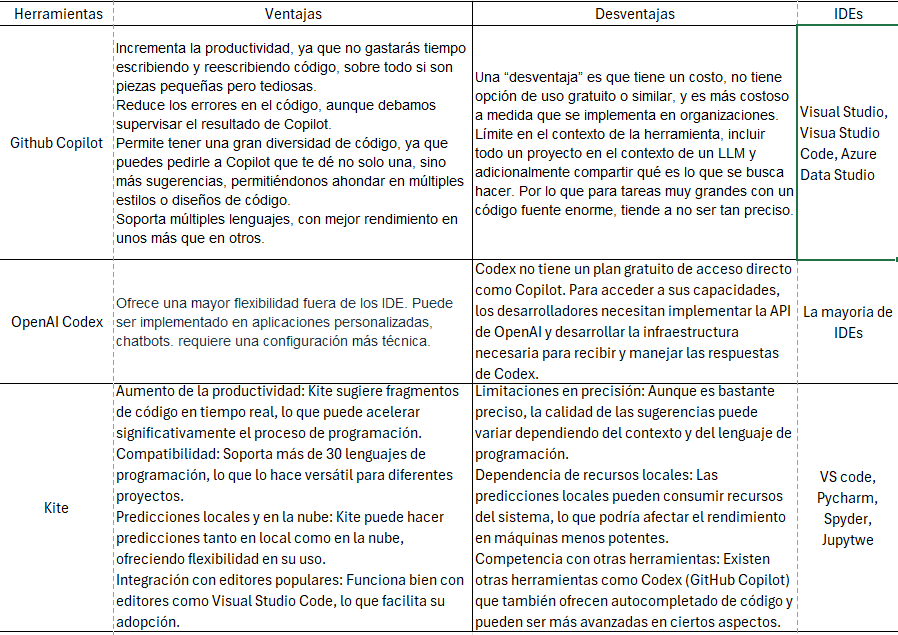 Herramientas
Ventajas
Desventajas
IDEs
Github Copilot
Incrementa la productividad, ya que no gastarás tiempo
escribiendo y reescribiendo código, sobre todo si son
piezas pequeñas pero tediosas.
Reduce los errores en el código, aunque debamos
supervisar el resultado de Copilot.
Permite tener una gran diversidad de código, ya que
puedes pedirle a Copilot que te dé no solo una, sino
más sugerencias, permitiéndonos ahondar en múltiples
estilos o diseños de código.
Soporta múltiples lenguajes, con mejor rendimiento en
unos más que en otros.
Una “desventaja” es que tiene un costo, no tiene
opción de uso gratuito o similar, y es más costoso
a medida que se implementa en organizaciones.
Límite en el contexto de la herramienta, incluir
todo un proyecto en el contexto de un LLM y
adicionalmente compartir qué es lo que se busca
hacer. Por lo que para tareas muy grandes con un
código fuente enorme, tiende a no ser tan preciso.
Visual Studio,
Visua Studio
Code, Azure
Data Studio
OpenAI Codex
Ofrece una mayor flexibilidad fuera de los IDE. Puede
ser implementado en aplicaciones personalizadas,
chatbots. requiere una configuración más técnica.
Codex no tiene un plan gratuito de acceso directo
como Copilot. Para acceder a sus capacidades,
los desarrolladores necesitan implementar la API
de OpenAI y desarrollar la infraestructura
necesaria para recibir y manejar las respuestas
de Codex.
La mayoria de
IDEs
Kite
Aumento de la productividad: Kite sugiere fragmentos
de código en tiempo real, lo que puede acelerar
significativamente el proceso de programación.
Compatibilidad: Soporta más de 30 lenguajes de
programación, lo que lo hace versátil para diferentes
proyectos.
Predicciones locales y en la nube: Kite puede hacer
predicciones tanto en local como en la nube,
ofreciendo flexibilidad en su uso.
Integración con editores populares: Funciona bien con
editores como Visual Studio Code, lo que facilita su
adopción.
Limitaciones en precisión: Aunque es bastante
preciso, la calidad de las sugerencias puede
variar dependiendo del contexto y del lenguaje de
programación.
Dependencia de recursos locales: Las
predicciones locales pueden consumir recursos
del sistema, lo que podría afectar el rendimiento
en máquinas menos potentes.
Competencia con otras herramientas: Existen
otras herramientas como Codex (GitHub Copilot)
que también ofrecen autocompletado de código y
pueden ser más avanzadas en ciertos aspectos.
VS code,
Pycharm,
Spyder,
Jupytwe